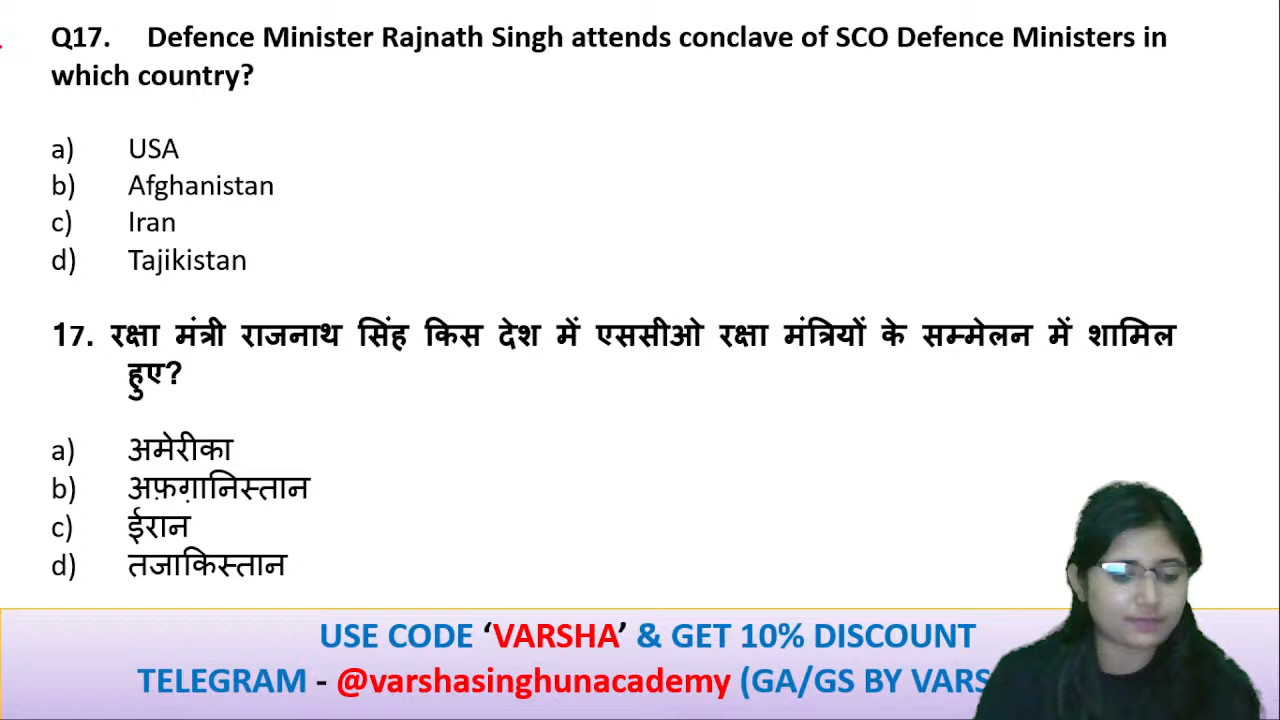 Q17. Defence Minister Rajnath Singh attends conclave of SCO Defence Ministers in
which country?
a) USA
b) Afghanistan
c) Iran
d) Tajikistan
17. रक्षा मंत्री राजनाथ सिंह किस देश में एससीओ रक्षा मंत्रियों के सम्मेलन में शामिल
हुए?
a) अमेरीका
b) अफ़ग़ानिस्तान
c) ईरान
d) तजाकिस्तान
USE CODE ‘VARSHA’ & GET 10% DISCOUNT
TELEGRAM - @varshasinghunacademy (GA/GS BY VARS